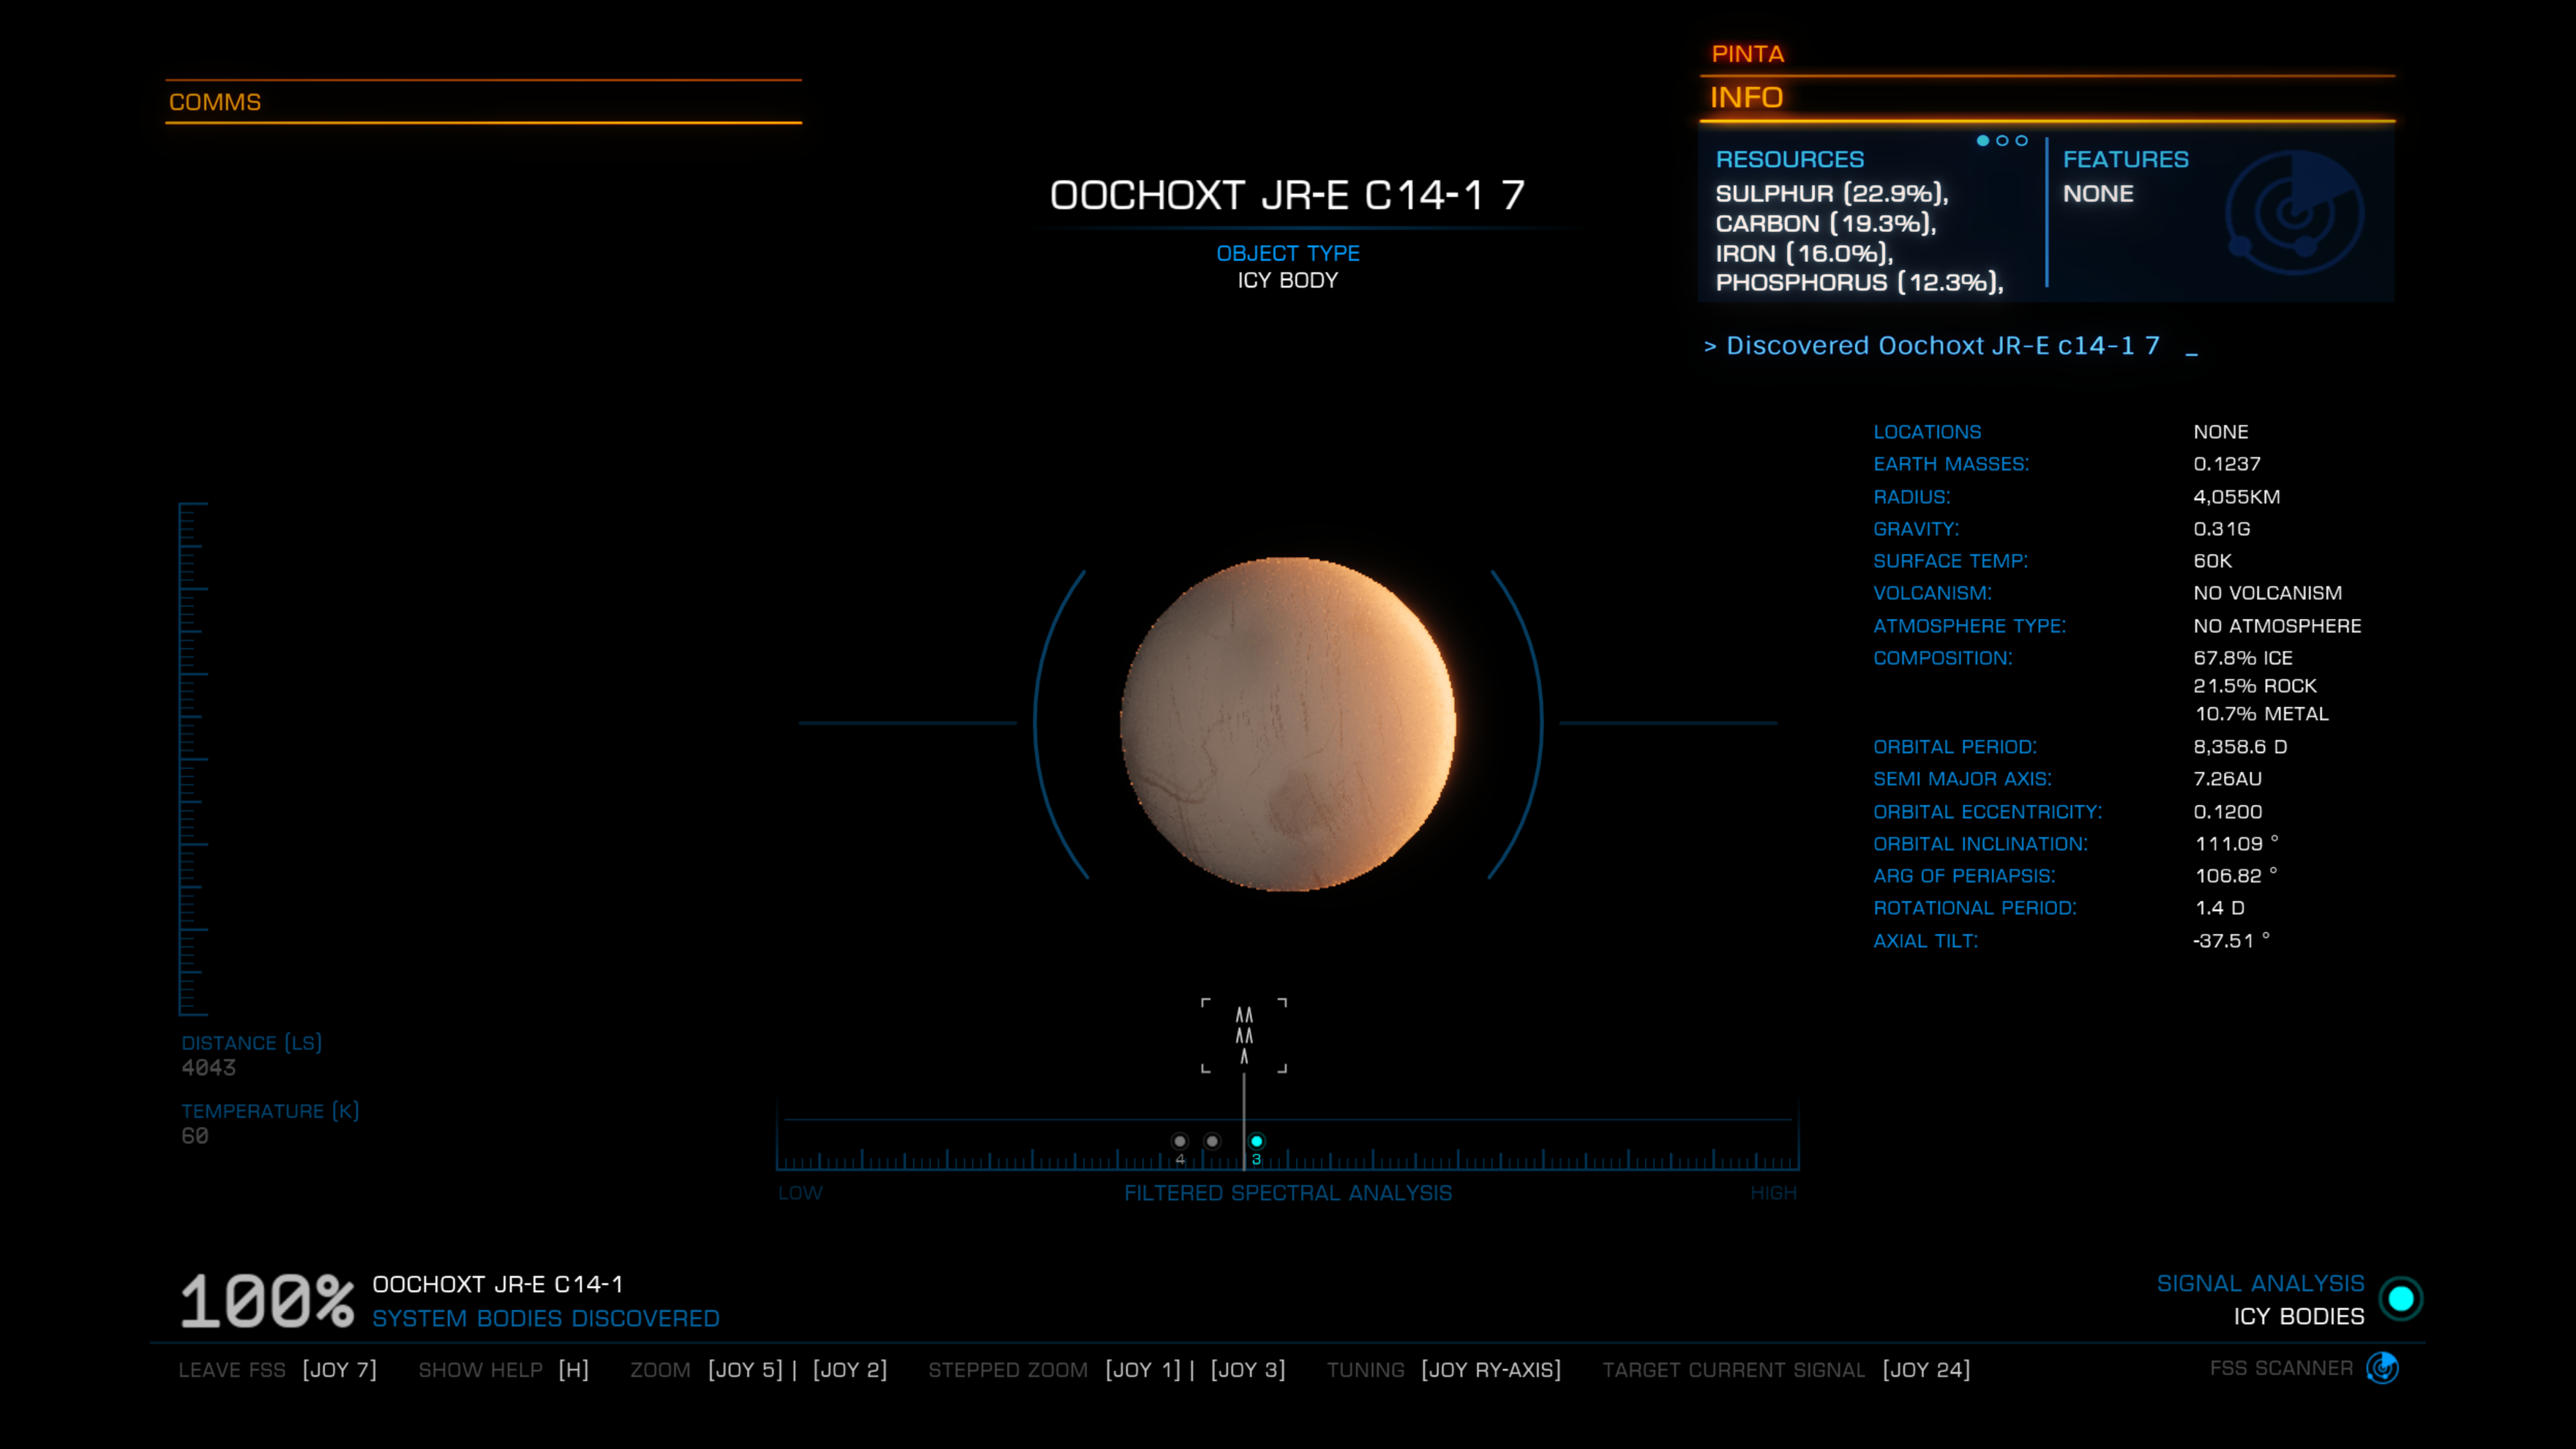 COMMS
PINTA
INFO
RESOURCES
SULPHUR (22.9%),
CARBON (19.3%),
IRON (16.0%),
PHOSPHORUS (12.3%),
FEATURES
NONE
> Discovered Oochoxt JR-E c14-1 7 _
OOCHOXT JR-E C14-1 7
OBJECT TYPE
ICY BODY
LOCATIONS NONE
EARTH MASSES: 0.1237
RADIUS: 4,055KM
GRAVITY: 0.31G
SURFACE TEMP: 60K
VOLCANISM: NO VOLCANISM
ATMOSPHERE TYPE: NO ATMOSPHERE
COMPOSITION: 67.8% ICE
21.5% ROCK
10.7% METAL
ORBITAL PERIOD: 8,358.6 D
SEMI MAJOR AXIS: 7.26AU
ORBITAL ECCENTRICITY: 0.1200
ORBITAL INCLINATION: 111.09 °
ARG OF PERIAPSIS: 106.82 °
ROTATIONAL PERIOD: 1.4 D
AXIAL TILT: -37.51 °
DISTANCE (LS)
4043
TEMPERATURE (K)
60
4 3
LOW FILTERED SPECTRAL ANALYSIS HIGH
100% OOCHOXT JR-E C14-1
SYSTEM BODIES DISCOVERED
SIGNAL ANALYSIS
ICY BODIES
LEAVE FSS [JOY 7] SHOW HELP [H] ZOOM [JOY 5] | [JOY 2] STEPPED ZOOM [JOY 1] | [JOY 3] TUNING [JOY RY-AXIS] TARGET CURRENT SIGNAL [JOY 24] FSS SCANNER